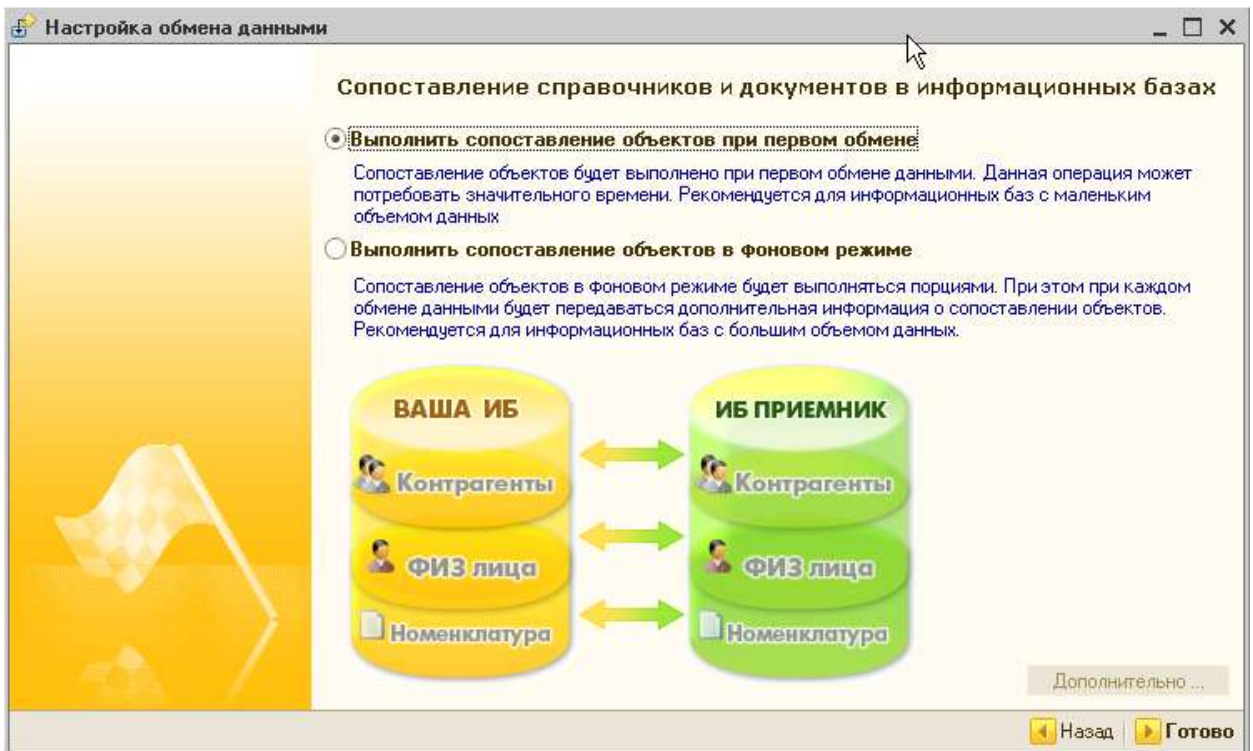 Настройка обмена данными
Сопоставление справочников и документов в информационных базах
Выполнить сопоставление объектов при первом обмене
Сопоставление объектов будет выполнено при первом обмене данными. Данная операция может
потребовать значительного времени. Рекомендуется для информационных баз с маленьким
объемом данных
Выполнить сопоставление объектов в фоновом режиме
Сопоставление объектов в фоновом режиме будет выполняться порциями. При этом при каждом
обмене данными будет передаваться дополнительная информация о сопоставлении объектов.
Рекомендуется для информационных баз с большим объемом данных.
ВАША ИБ
Контрагенты
ФИЗ лица
Номенклатура
ИБ ПРИЕМНИК
Контрагенты
ФИЗ лица
Номенклатура
Дополнительно ...
Назад
Готово